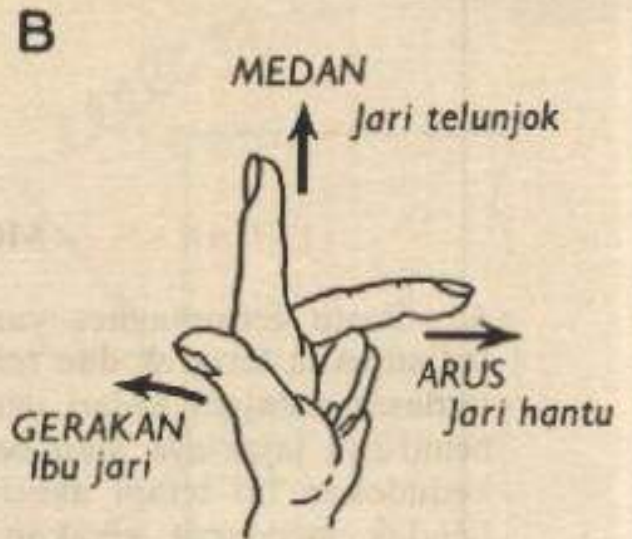 B
MEDAN
Jari telunjok
ARUS
Jari hantu
GERAKAN
Ibu jari